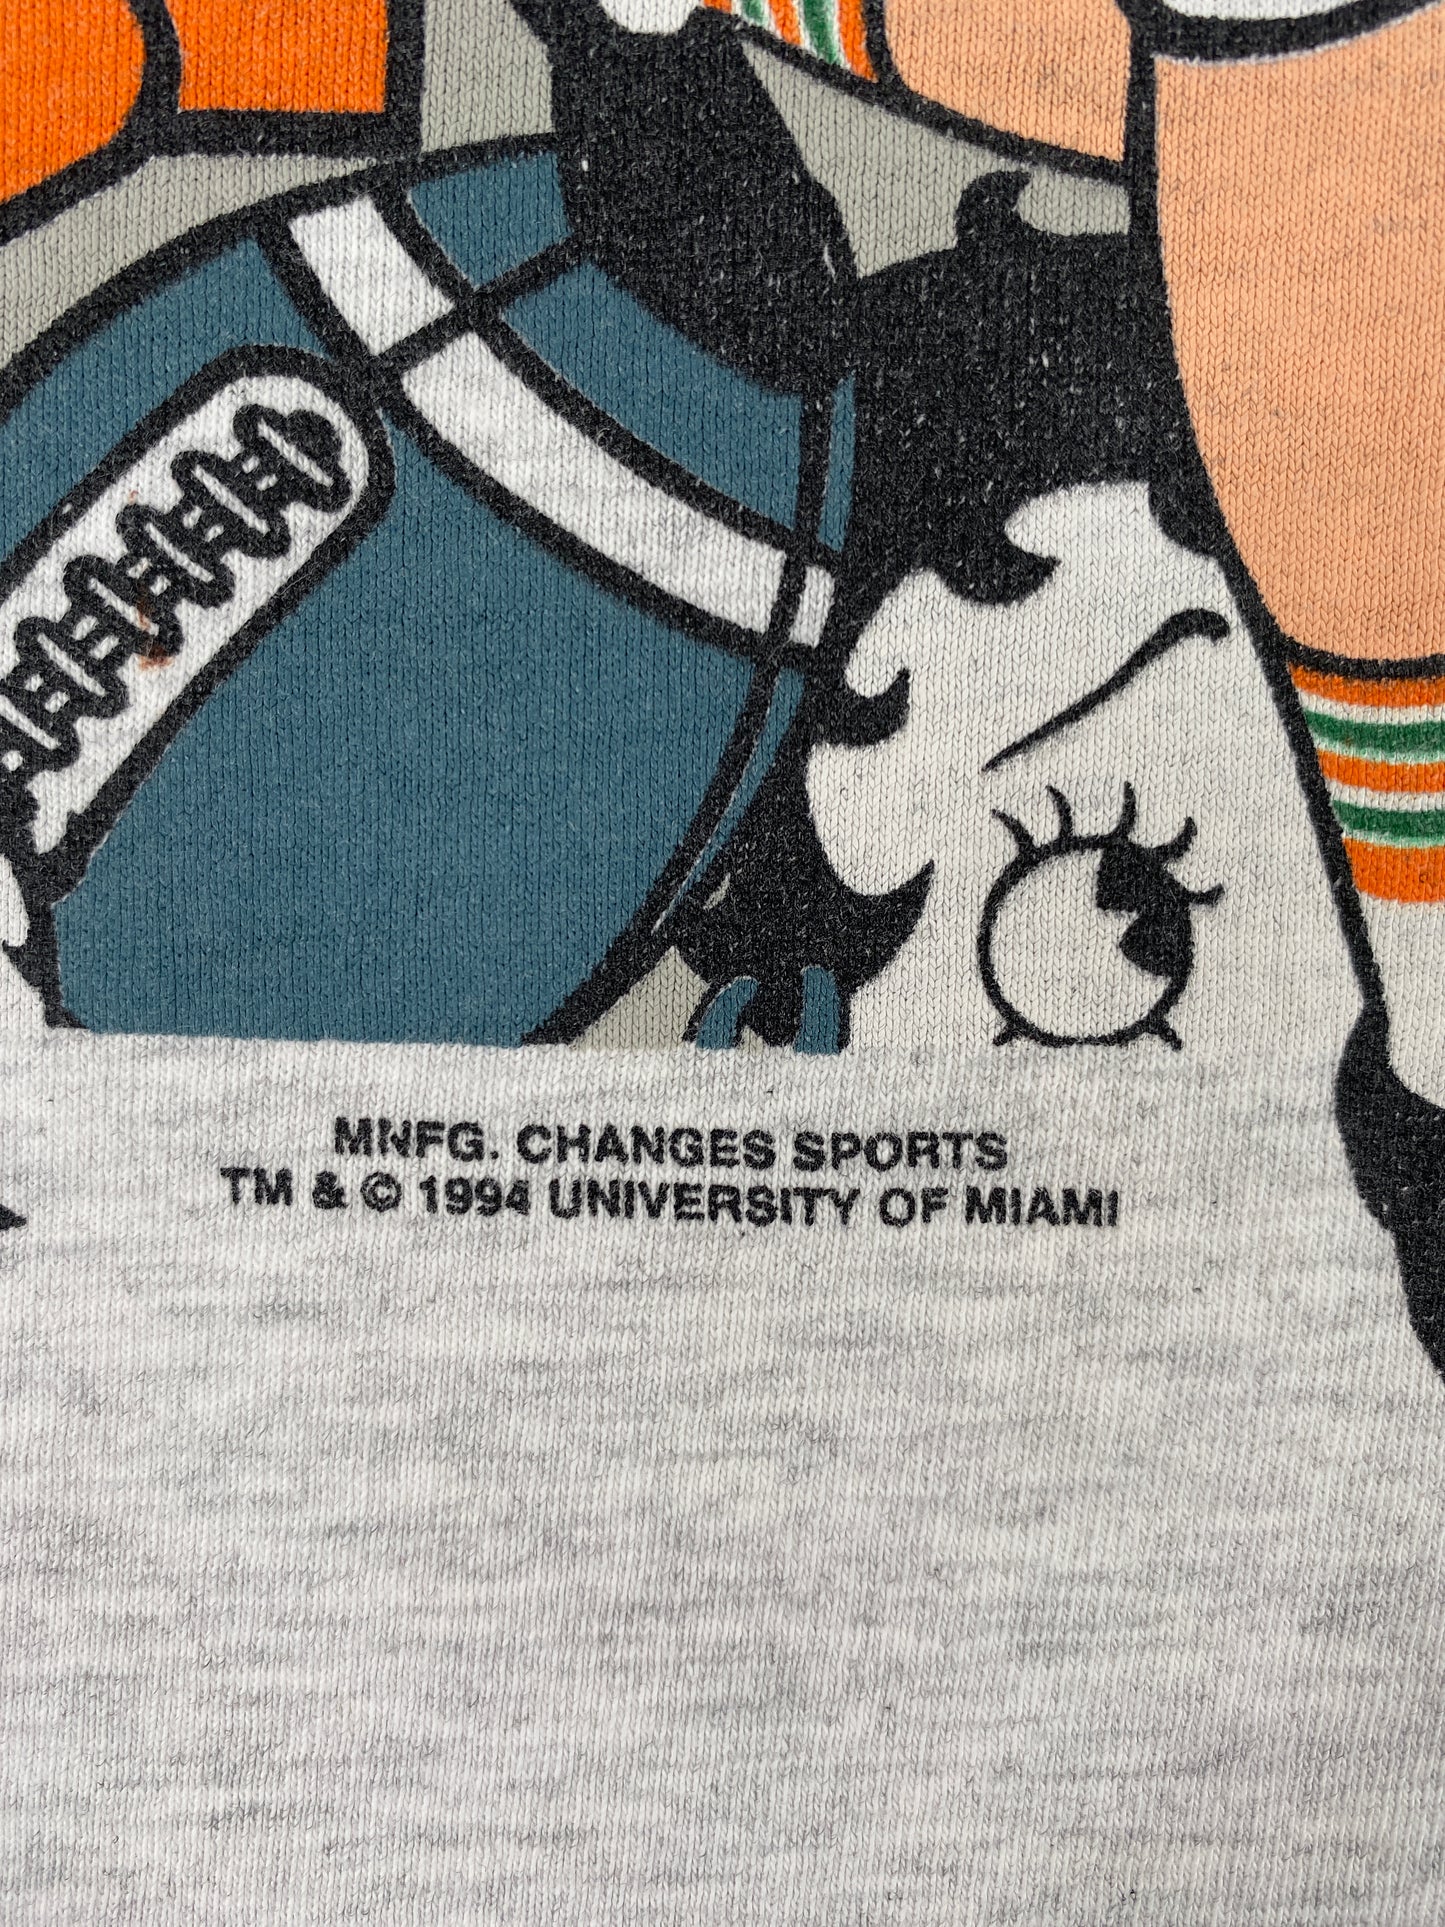 MNFG. CHANGES SPORTS
TM & © 1994 UNIVERSITY OF MIAMI